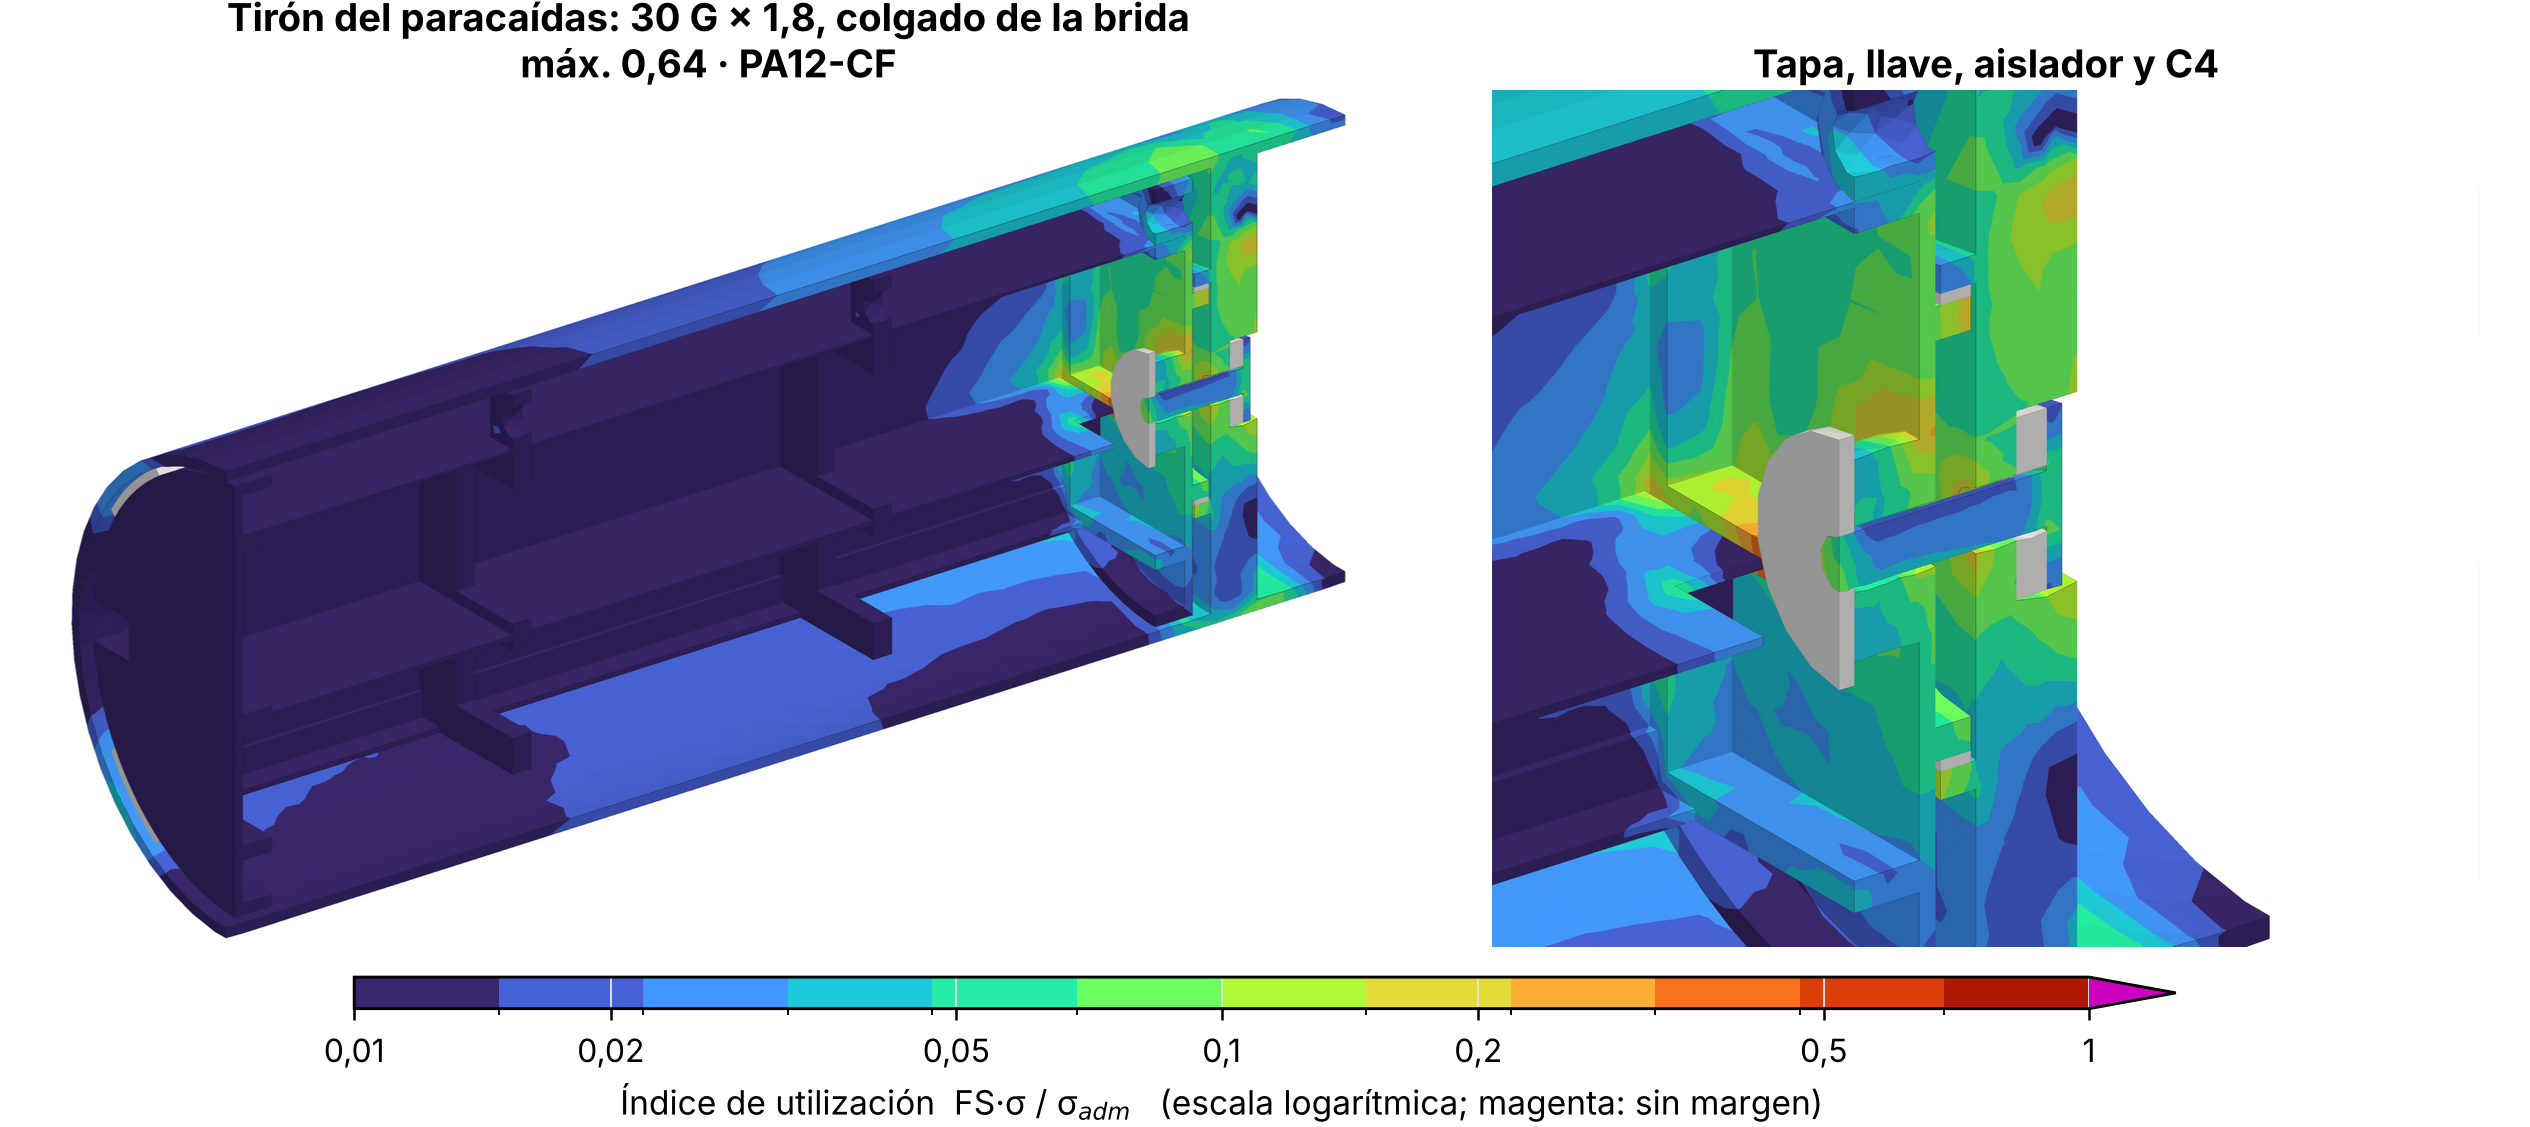 Tirón del paracaídas: 30 G × 1,8, colgado de la brida
máx. 0,64 · PA12-CF
Tapa, llave, aislador y C4
0,01 0,02 0,05 0,1 0,2 0,5 1
Índice de utilización FS·σ / σadm (escala logarítmica; magenta: sin margen)